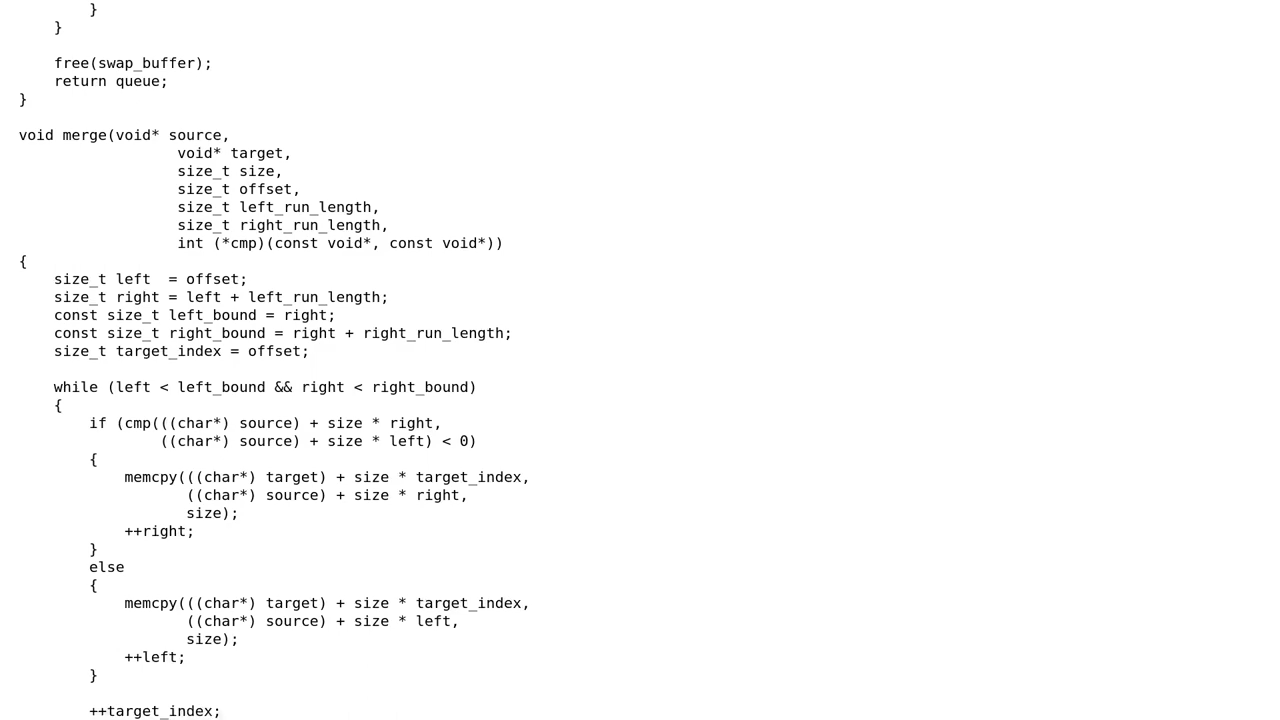 }
    }

    free(swap_buffer);
    return queue;
}

void merge(void* source,
                  void* target,
                  size_t size,
                  size_t offset,
                  size_t left_run_length,
                  size_t right_run_length,
                  int (*cmp)(const void*, const void*))
{
    size_t left  = offset;
    size_t right = left + left_run_length;
    const size_t left_bound = right;
    const size_t right_bound = right + right_run_length;
    size_t target_index = offset;

    while (left < left_bound && right < right_bound)
    {
        if (cmp(((char*) source) + size * right,
                ((char*) source) + size * left) < 0)
        {
            memcpy(((char*) target) + size * target_index,
                   ((char*) source) + size * right,
                   size);
            ++right;
        }
        else
        {
            memcpy(((char*) target) + size * target_index,
                   ((char*) source) + size * left,
                   size);
            ++left;
        }

        ++target_index;